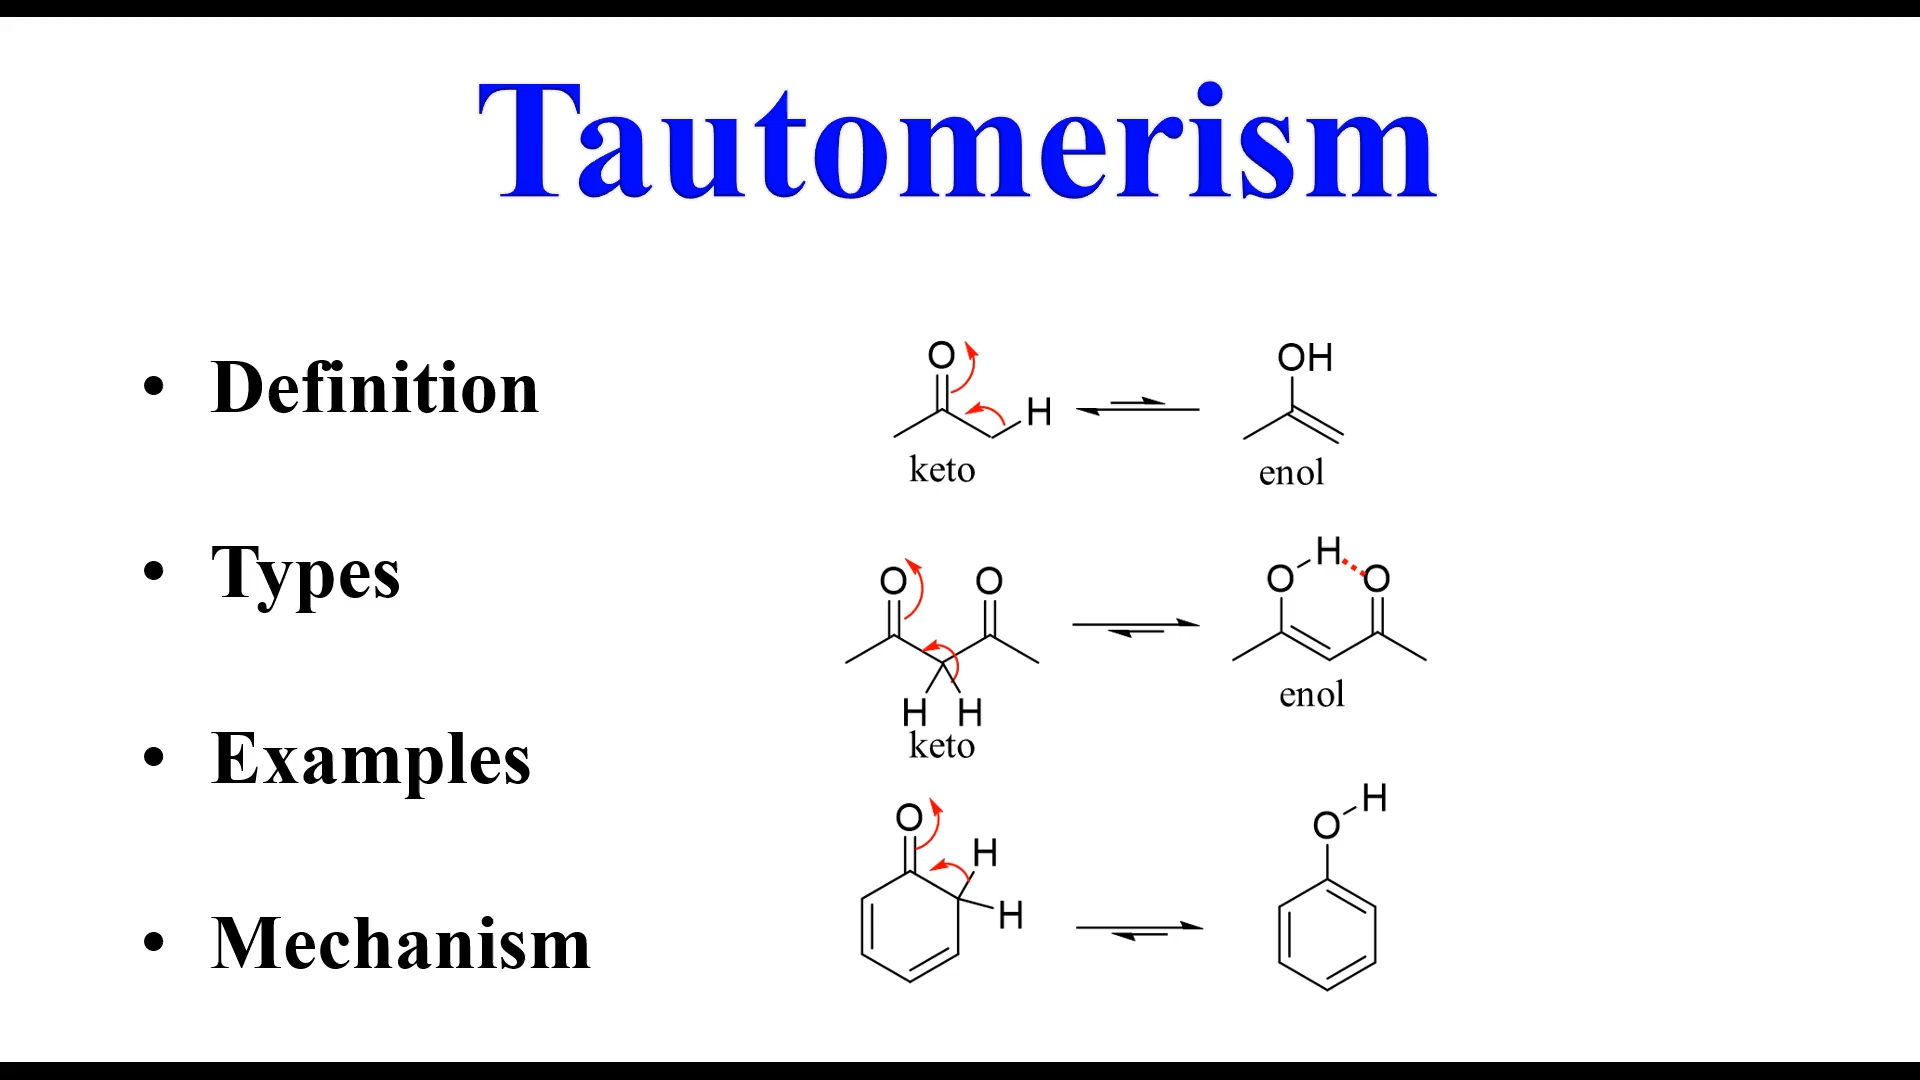 Tautomerism
• Definition
• Types
• Examples
• Mechanism
O
H
keto
OH
enol
O O
H H
keto
O H O
enol
O
H
H
O H